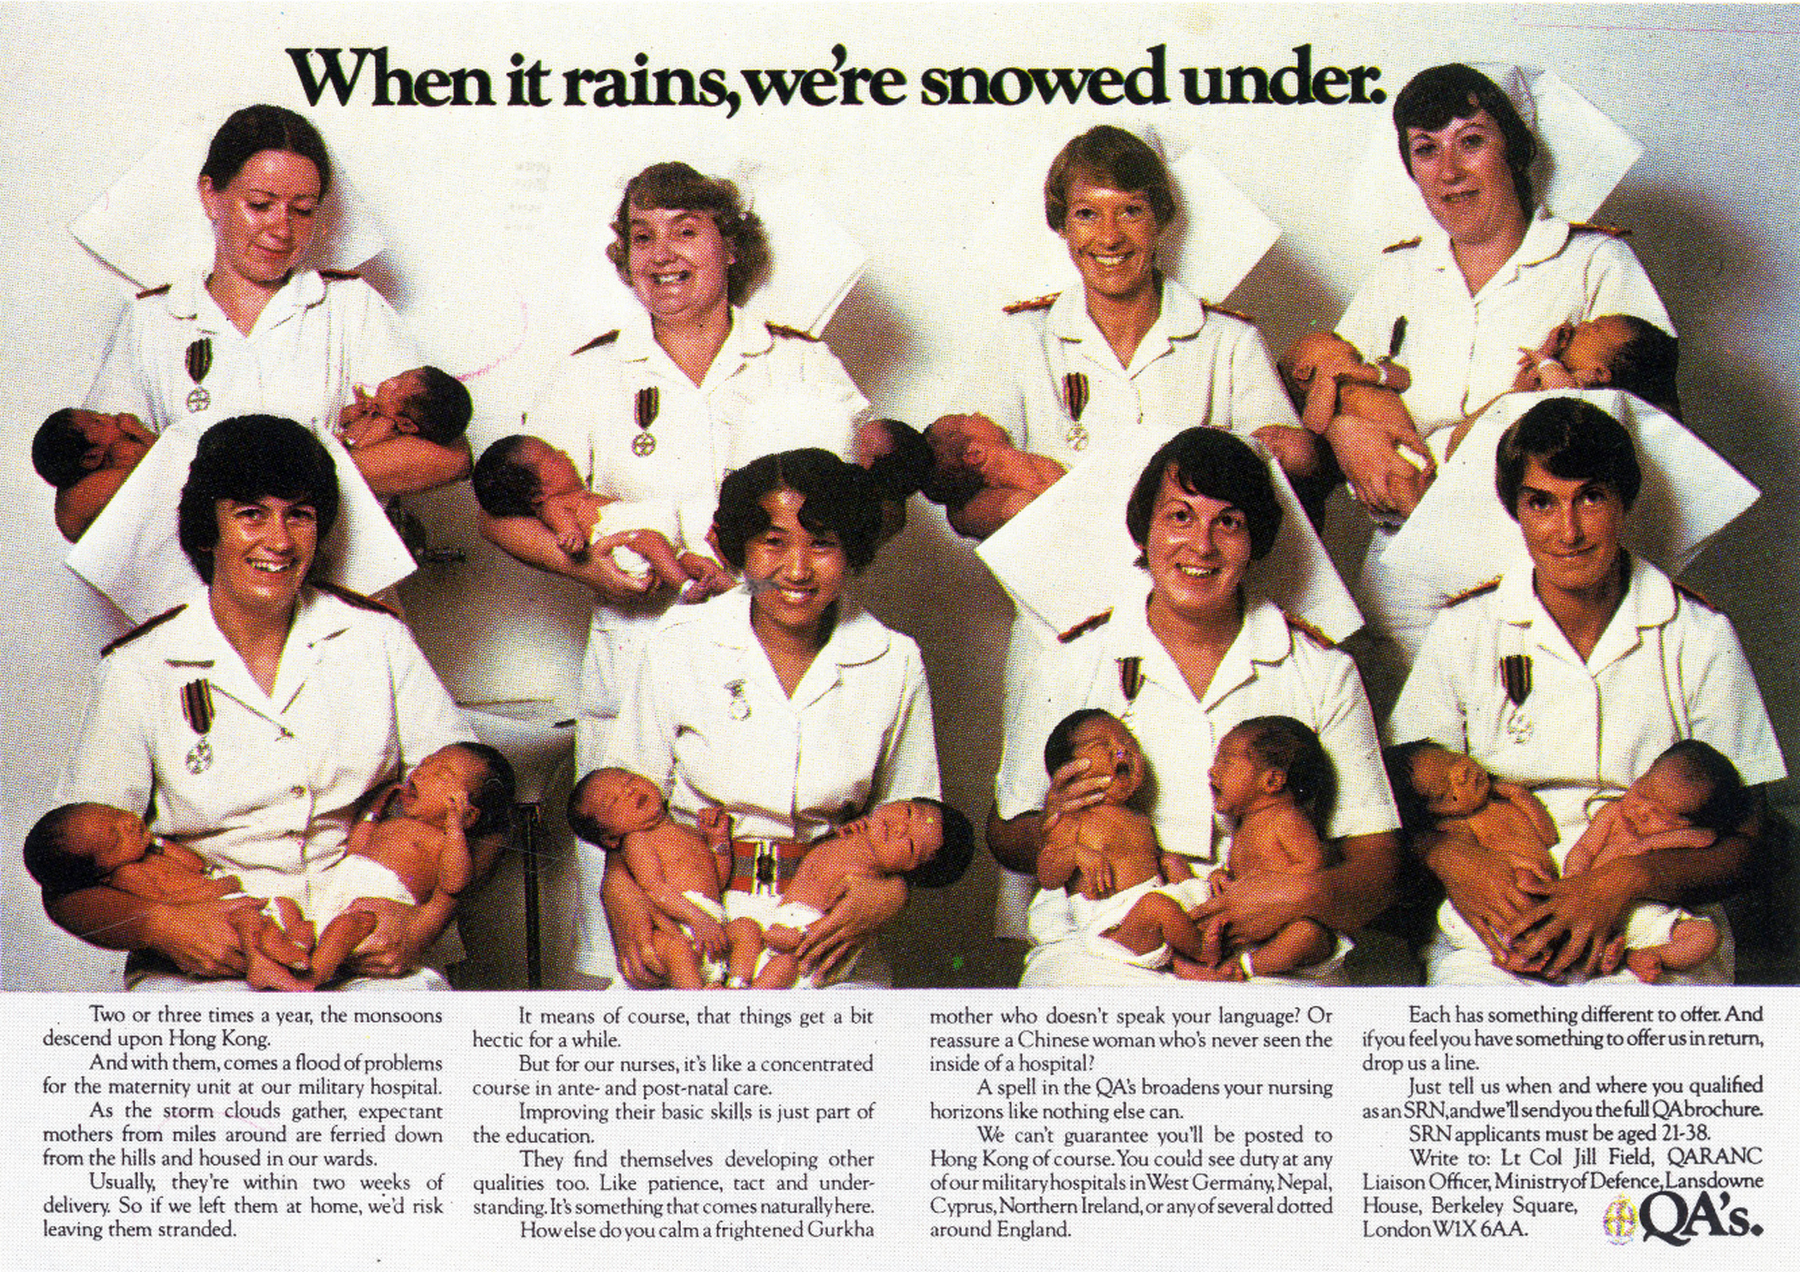 When it rains, we're snowed under.
Two or three times a year, the monsoons
descend upon Hong Kong.
And with them, comes a flood of problems
for the maternity unit at our military hospital.
As the storm clouds gather, expectant
mothers from miles around are ferried down
from the hills and housed in our wards.
Usually, they're within two weeks of
delivery. So if we left them at home, we'd risk
leaving them stranded.
It means of course, that things get a bit
hectic for a while.
But for our nurses, it's like a concentrated
course in ante- and post-natal care.
Improving their basic skills is just part of
the education.
They find themselves developing other
qualities too. Like patience, tact and under-
standing. It's something that comes naturally here.
How else do you calm a frightened Gurkha
mother who doesn't speak your language? Or
reassure a Chinese woman who's never seen the
inside of a hospital?
A spell in the QA's broadens your nursing
horizons like nothing else can.
We can't guarantee you'll be posted to
Hong Kong of course. You could see duty at any
of our military hospitals in West Germany, Nepal,
Cyprus, Northern Ireland, or any of several dotted
around England.
Each has something different to offer. And
if you feel you have something to offer us in return,
drop us a line.
Just tell us when and where you qualified
as an SRN, and we'll send you the full QA brochure.
SRN applicants must be aged 21-38.
Write to: Lt Col Jill Field, QARANC
Liaison Officer, Ministry of Defence, Lansdowne
House, Berkeley Square,
London W1X 6AA.
QA's.